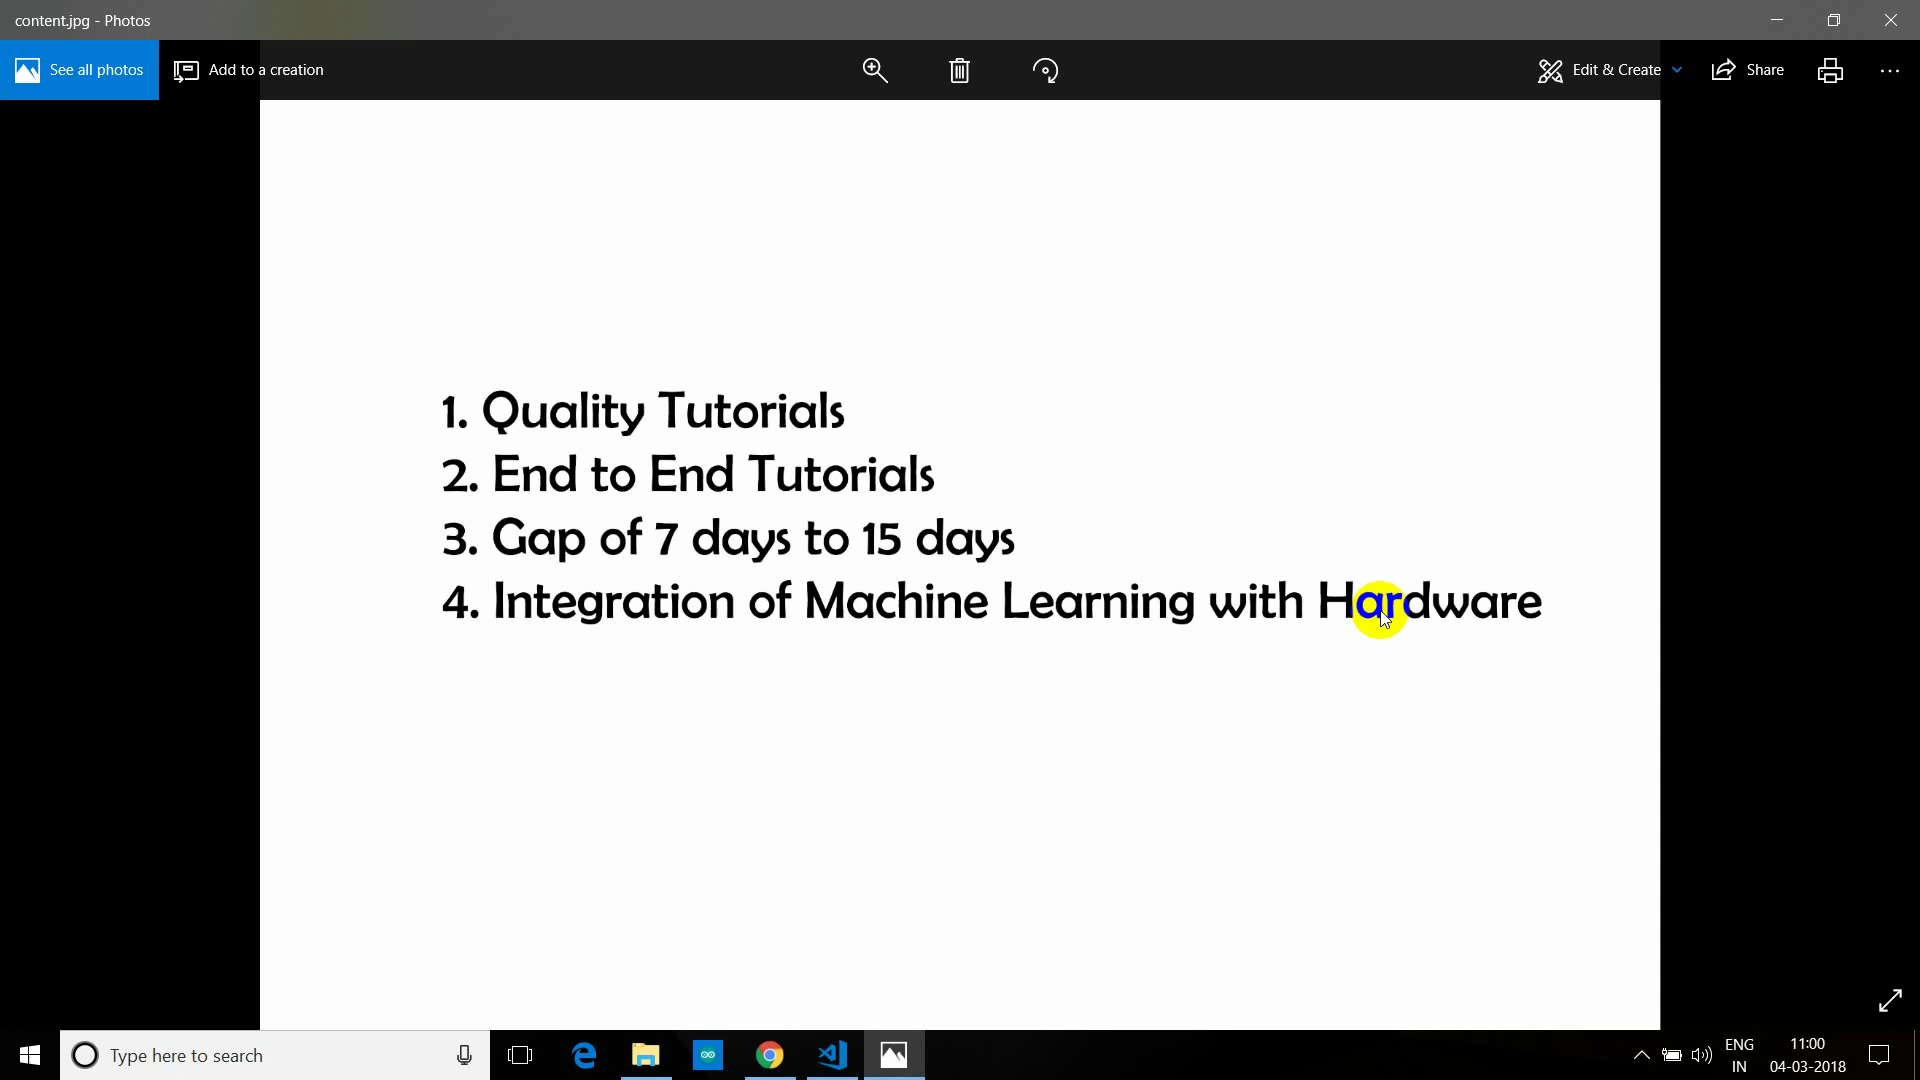 content.jpg - Photos
See all photos
Add to a creation
Edit & Create
Share
1. Quality Tutorials
2. End to End Tutorials
3. Gap of 7 days to 15 days
4. Integration of Machine Learning with Hardware
Type here to search
ENG
IN
11:00
04-03-2018